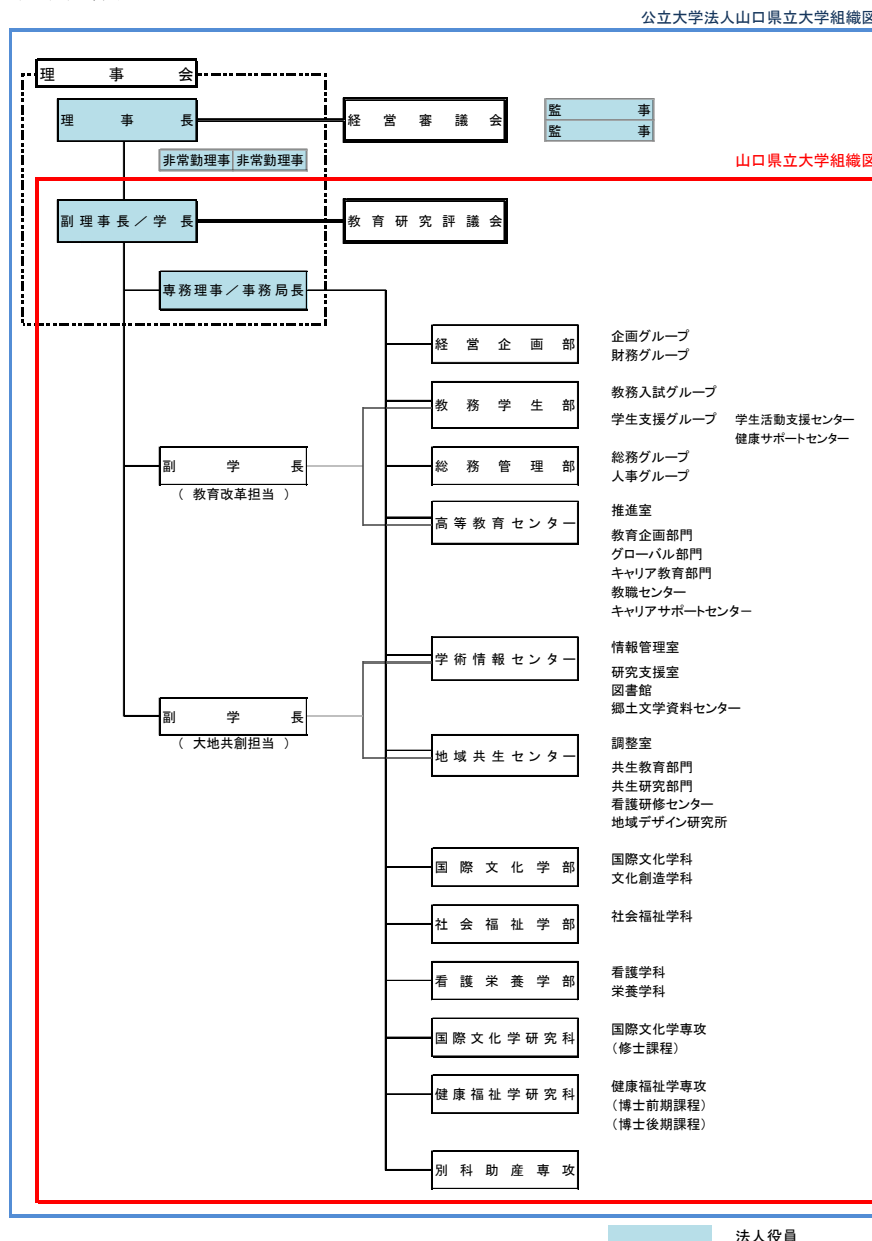 公立大学法人山口県立大学組織図
理事会
理事長
経営審議会
監事
監事
非常勤理事 非常勤理事
山口県立大学組織図
副理事長／学長
教育研究評議会
専務理事／事務局長
経営企画部
企画グループ
財務グループ
教務学生部
教務入試グループ
学生支援グループ 学生活動支援センター
健康サポートセンター
副学長
（ 教育改革担当 ）
総務管理部
総務グループ
人事グループ
高等教育センター
推進室
教育企画部門
グローバル部門
キャリア教育部門
教職センター
キャリアサポートセンター
学術情報センター
情報管理室
研究支援室
図書館
郷土文学資料センター
副学長
（ 大地共創担当 ）
地域共生センター
調整室
共生教育部門
共生研究部門
看護研修センター
地域デザイン研究所
国際文化学部
国際文化学科
文化創造学科
社会福祉学部
社会福祉学科
看護栄養学部
看護学科
栄養学科
国際文化学研究科
国際文化学専攻
（修士課程）
健康福祉学研究科
健康福祉学専攻
（博士前期課程）
（博士後期課程）
別科助産専攻
法人役員